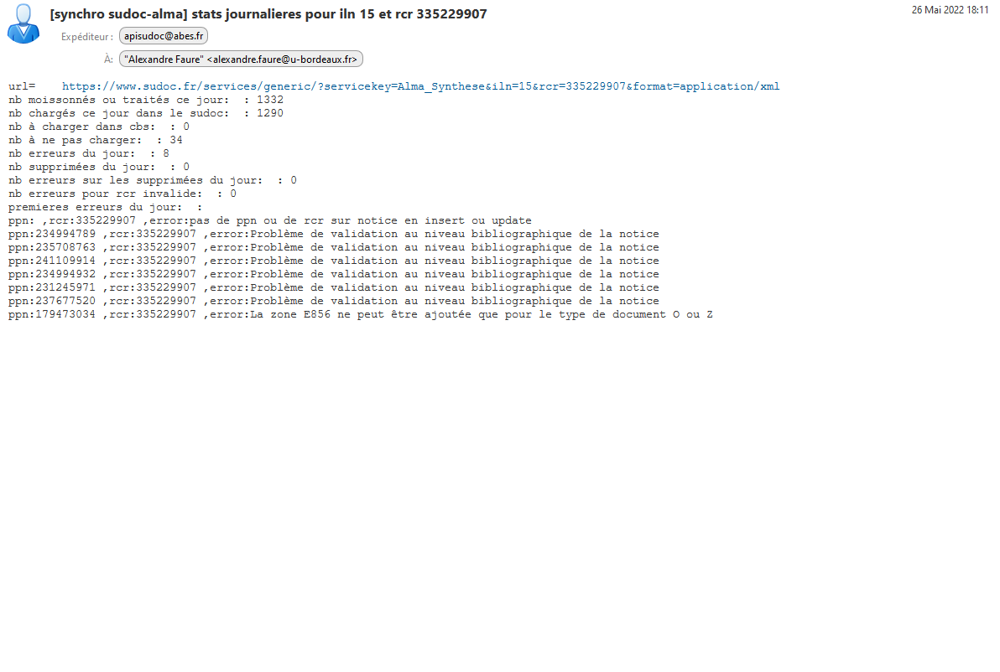 [synchro sudoc-alma] stats journalieres pour iln 15 et rcr 335229907
26 Mai 2022 18:11
Expéditeur : apisudoc@abes.fr
À: "Alexandre Faure" <alexandre.faure@u-bordeaux.fr>
url=    https://www.sudoc.fr/services/generic/?servicekey=Alma_Synthese&iln=15&rcr=335229907&format=application/xml
nb moissonnés ou traités ce jour:  : 1332
nb chargés ce jour dans le sudoc:  : 1290
nb à charger dans cbs:  : 0
nb à ne pas charger:  : 34
nb erreurs du jour:  : 8
nb supprimées du jour:  : 0
nb erreurs sur les supprimées du jour:  : 0
nb erreurs pour rcr invalide:  : 0
premieres erreurs du jour:  :
ppn: ,rcr:335229907 ,error:pas de ppn ou de rcr sur notice en insert ou update
ppn:234994789 ,rcr:335229907 ,error:Problème de validation au niveau bibliographique de la notice
ppn:235708763 ,rcr:335229907 ,error:Problème de validation au niveau bibliographique de la notice
ppn:241109914 ,rcr:335229907 ,error:Problème de validation au niveau bibliographique de la notice
ppn:234994932 ,rcr:335229907 ,error:Problème de validation au niveau bibliographique de la notice
ppn:231245971 ,rcr:335229907 ,error:Problème de validation au niveau bibliographique de la notice
ppn:237677520 ,rcr:335229907 ,error:Problème de validation au niveau bibliographique de la notice
ppn:179473034 ,rcr:335229907 ,error:La zone E856 ne peut être ajoutée que pour le type de document O ou Z